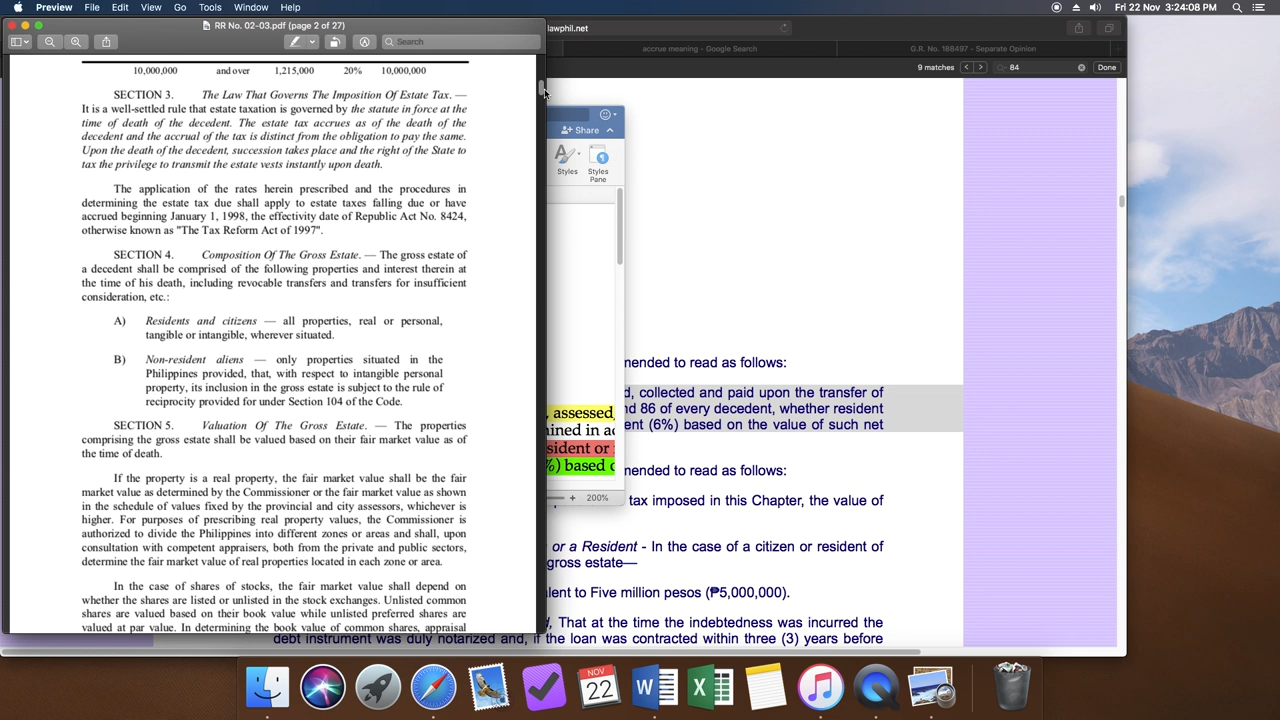 Preview File Edit View Go Tools Window Help
Fri 22 Nov 3:24:08 PM
RR No. 02-03.pdf (page 2 of 27)
Search
10,000,000 and over 1,215,000 20% 10,000,000
SECTION 3. The Law That Governs The Imposition Of Estate Tax. —
It is a well-settled rule that estate taxation is governed by the statute in force at the
time of death of the decedent. The estate tax accrues as of the death of the
decedent and the accrual of the tax is distinct from the obligation to pay the same.
Upon the death of the decedent, succession takes place and the right of the State to
tax the privilege to transmit the estate vests instantly upon death.
The application of the rates herein prescribed and the procedures in
determining the estate tax due shall apply to estate taxes falling due or have
accrued beginning January 1, 1998, the effectivity date of Republic Act No. 8424,
otherwise known as "The Tax Reform Act of 1997".
SECTION 4. Composition Of The Gross Estate. — The gross estate of
a decedent shall be comprised of the following properties and interest therein at
the time of his death, including revocable transfers and transfers for insufficient
consideration, etc.:
A) Residents and citizens — all properties, real or personal,
tangible or intangible, wherever situated.
B) Non-resident aliens — only properties situated in the
Philippines provided, that, with respect to intangible personal
property, its inclusion in the gross estate is subject to the rule of
reciprocity provided for under Section 104 of the Code.
SECTION 5. Valuation Of The Gross Estate. — The properties
comprising the gross estate shall be valued based on their fair market value as of
the time of death.
If the property is a real property, the fair market value shall be the fair
market value as determined by the Commissioner or the fair market value as shown
in the schedule of values fixed by the provincial and city assessors, whichever is
higher. For purposes of prescribing real property values, the Commissioner is
authorized to divide the Philippines into different zones or areas and shall, upon
consultation with competent appraisers, both from the private and public sectors,
determine the fair market value of real properties located in each zone or area.
In the case of shares of stocks, the fair market value shall depend on
whether the shares are listed or unlisted in the stock exchanges. Unlisted common
shares are valued based on their book value while unlisted preferred shares are
valued at par value. In determining the book value of common shares, appraisal
lawphil.net
accrue meaning - Google Search
G.R. No. 188497 - Separate Opinion
9 matches
84
Done
Share
Styles
Styles
Pane
, assessed,
sident or
%) based
200%
mended to read as follows:
d, collected and paid upon the transfer of
nd 86 of every decedent, whether resident
ent (6%) based on the value of such net
mended to read as follows:
tax imposed in this Chapter, the value of
or a Resident - In the case of a citizen or resident of
gross estate—
lent to Five million pesos (₱5,000,000).
That at the time the indebtedness was incurred the
debt instrument was duly notarized and, if the loan was contracted within three (3) years before
NOV
22